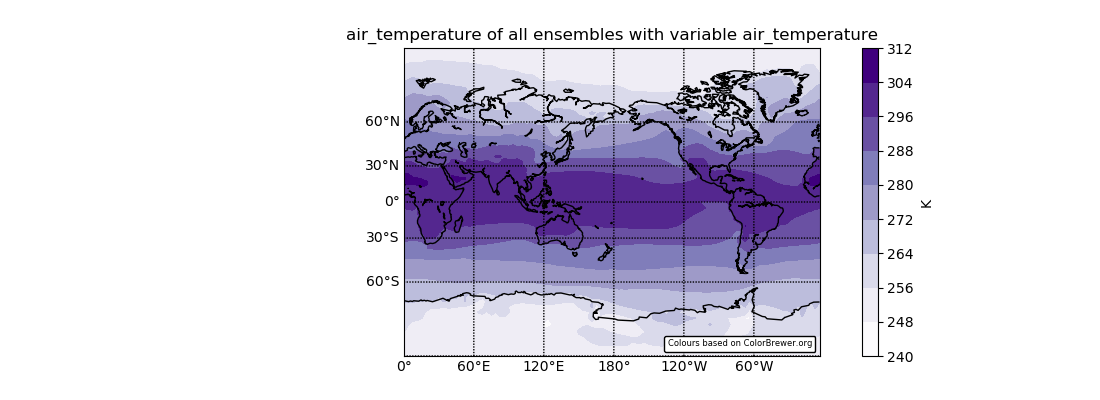 air_temperature of all ensembles with variable air_temperature
60°N
30°N
0°
30°S
60°S
0°
60°E
120°E
180°
120°W
60°W
Colours based on ColorBrewer.org
312
304
296
288
280
272
264
256
248
240
K